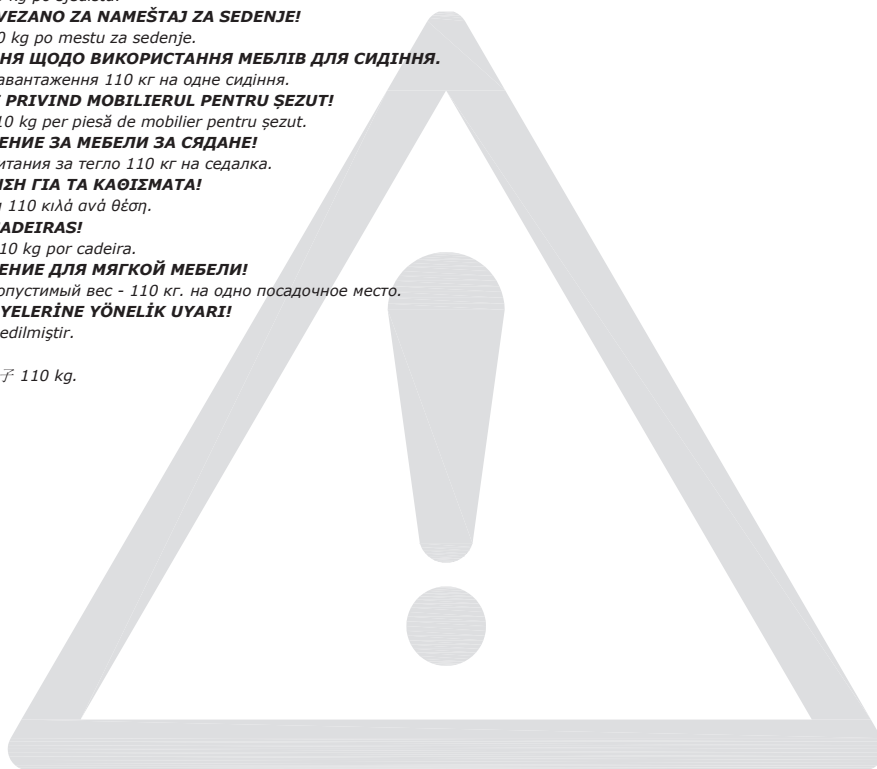 kg po sjedištu.
VEZANO ZA NAMEŠTAJ ZA SEDENJE!
0 kg po mestu za sedenje.
НЯ ЩОДО ВИКОРИСТАННЯ МЕБЛІВ ДЛЯ СИДІННЯ.
авантаження 110 кг на одне сидіння.
PRIVIND MOBILIERUL PENTRU ȘEZUT!
10 kg per piesă de mobilier pentru șezut.
ЕНИЕ ЗА МЕБЕЛИ ЗА СЯДАНЕ!
итания за тегло 110 кг на седалка.
ΙΣΗ ΓΙΑ ΤΑ ΚΑΘΙΣΜΑΤΑ!
110 κιλά ανά θέση.
CADEIRAS!
10 kg por cadeira.
ЕНИЕ ДЛЯ МЯГКОЙ МЕБЕЛИ!
опустимый вес - 110 кг. на одно посадочное место.
YELERİNE YÖNELİK UYARI!
edilmiştir.
子 110 kg.